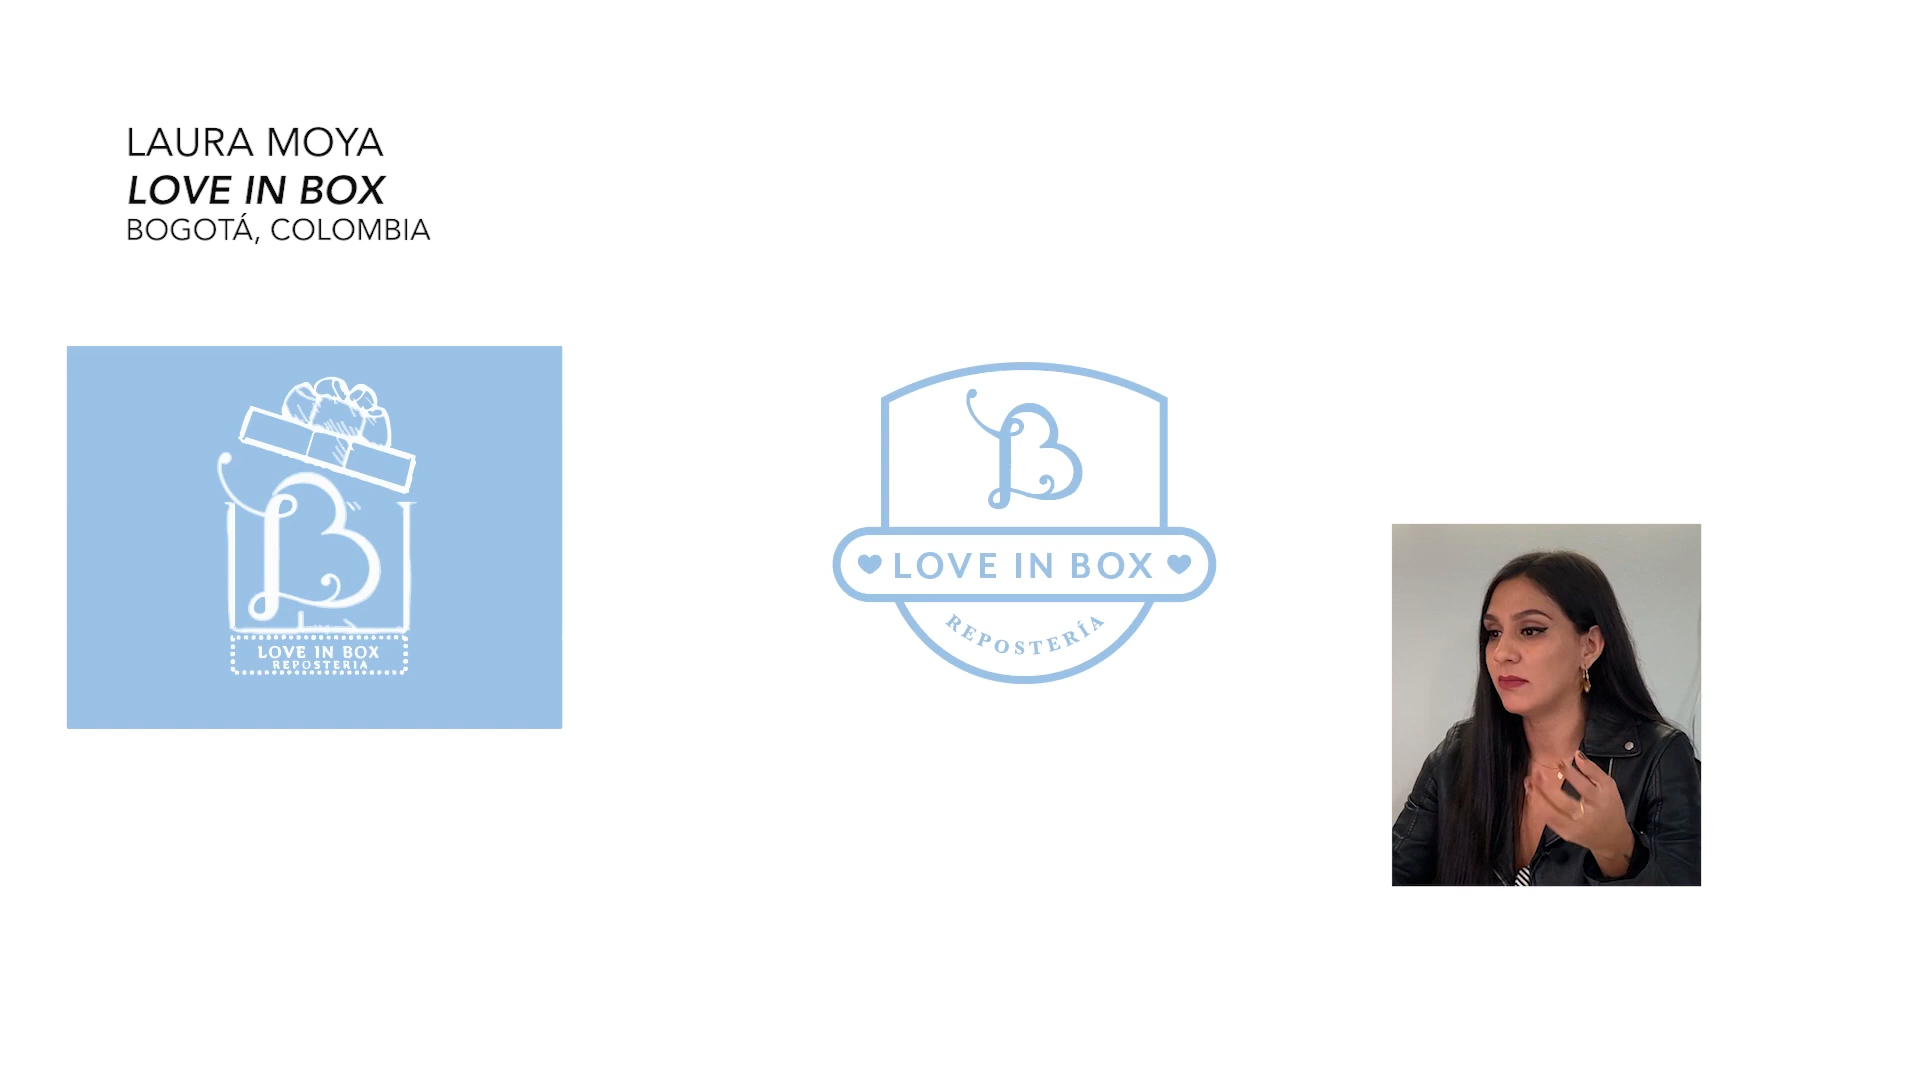 LAURA MOYA
LOVE IN BOX
BOGOTÁ, COLOMBIA
B
LOVE IN BOX
REPOSTERIA
B
LOVE IN BOX
REPOSTERÍA